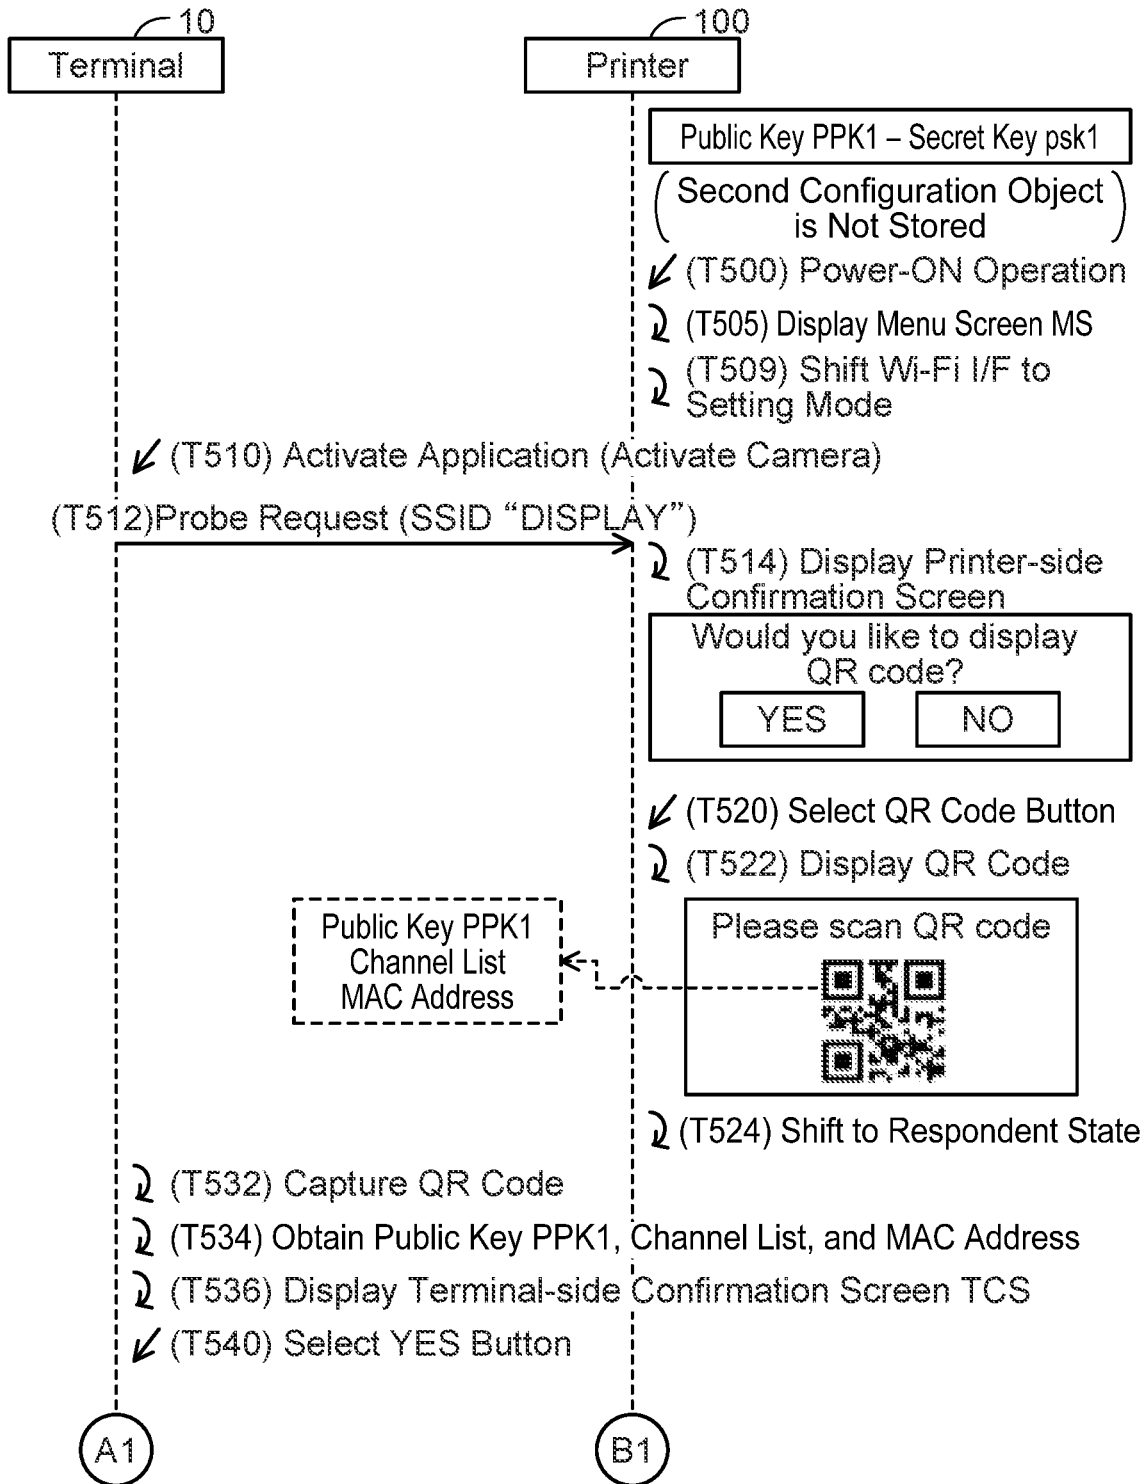 10
100
Terminal
Printer
Public Key PPK1 – Secret Key psk1
(Second Configuration Object
is Not Stored)
(T500) Power-ON Operation
(T505) Display Menu Screen MS
(T509) Shift Wi-Fi I/F to
Setting Mode
(T510) Activate Application (Activate Camera)
(T512)Probe Request (SSID “DISPLAY”)
(T514) Display Printer-side
Confirmation Screen
Would you like to display
QR code?
YES
NO
(T520) Select QR Code Button
(T522) Display QR Code
Please scan QR code
Public Key PPK1
Channel List
MAC Address
(T524) Shift to Respondent State
(T532) Capture QR Code
(T534) Obtain Public Key PPK1, Channel List, and MAC Address
(T536) Display Terminal-side Confirmation Screen TCS
(T540) Select YES Button
A1
B1